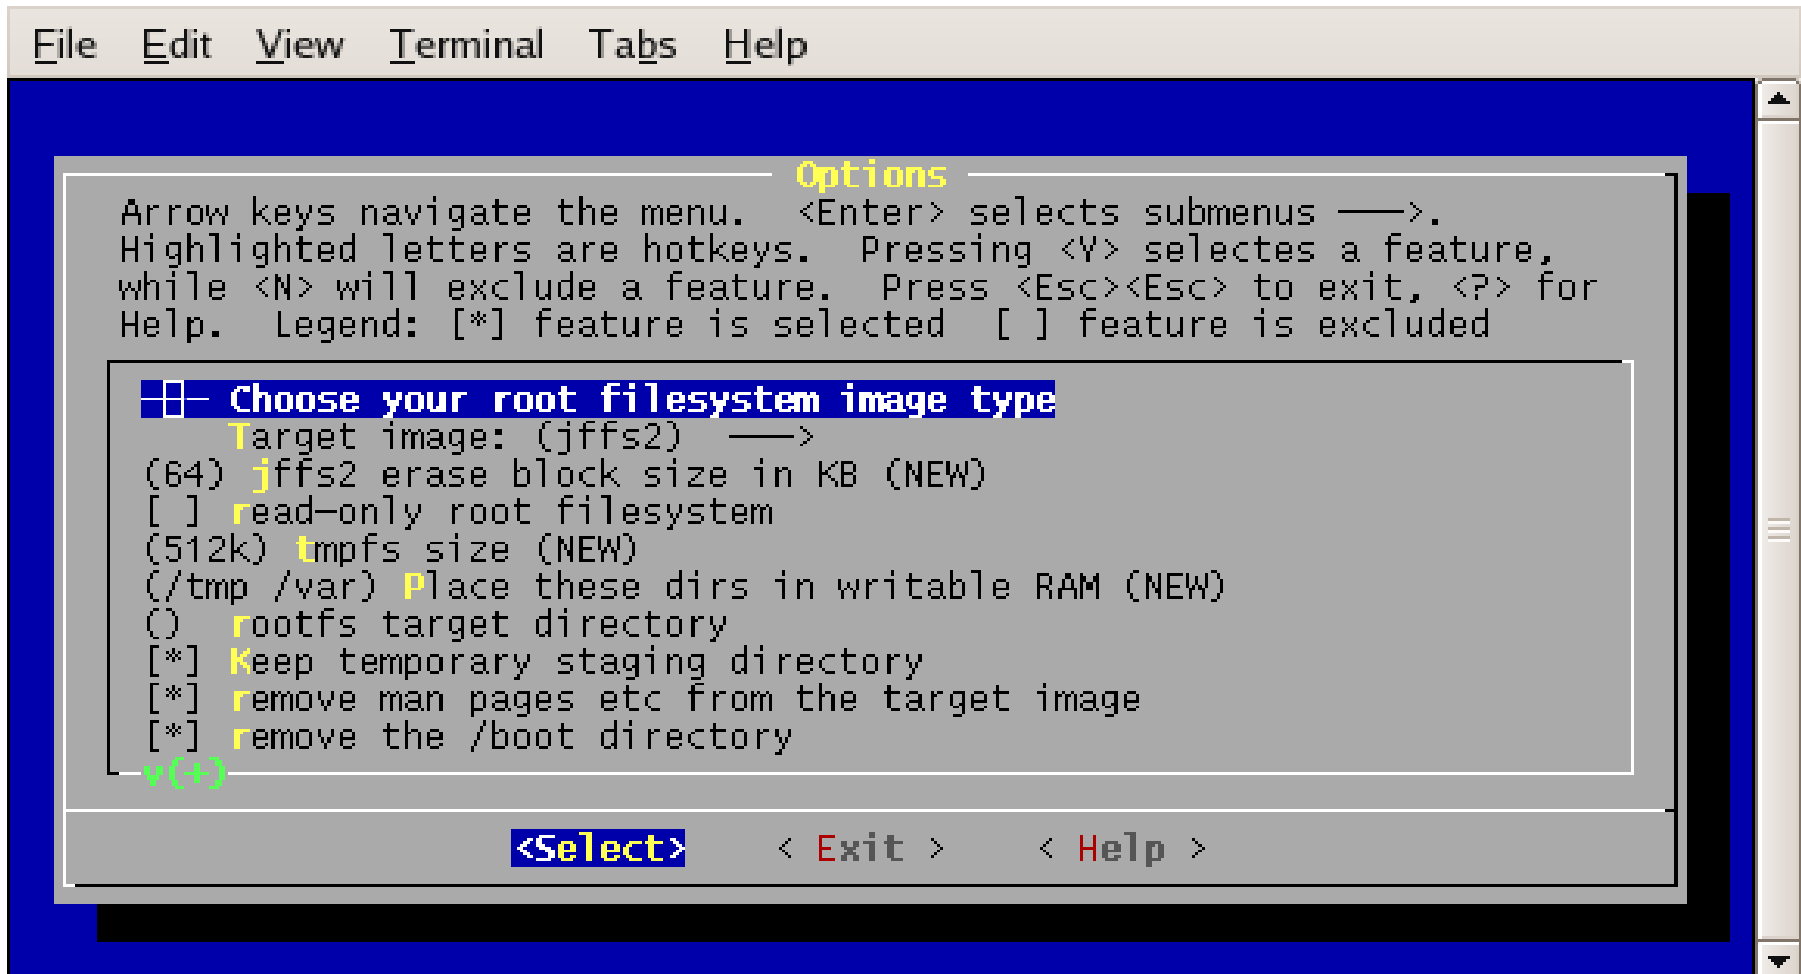 File Edit View Terminal Tabs Help
Options
Arrow keys navigate the menu.  <Enter> selects submenus --->.
Highlighted letters are hotkeys.  Pressing <Y> selectes a feature,
while <N> will exclude a feature.  Press <Esc><Esc> to exit, <?> for
Help.  Legend: [*] feature is selected  [ ] feature is excluded
--- Choose your root filesystem image type
Target image: (jffs2)  --->
(64) jffs2 erase block size in KB (NEW)
[ ] read-only root filesystem
(512k) tmpfs size (NEW)
(/tmp /var) Place these dirs in writable RAM (NEW)
()  rootfs target directory
[*] Keep temporary staging directory
[*] remove man pages etc from the target image
[*] remove the /boot directory
v(+)
<Select> < Exit > < Help >